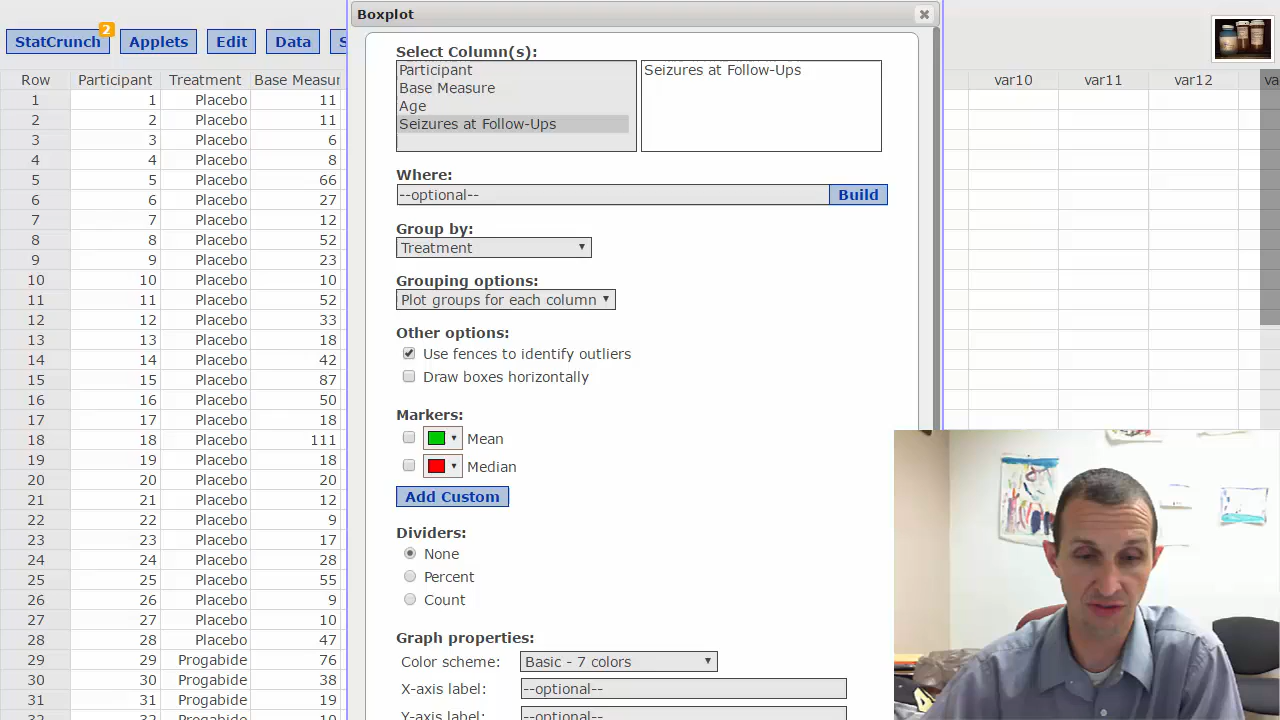 Boxplot
2
StatCrunch Applets Edit Data S
Select Column(s):
Participant
Base Measure
Age
Seizures at Follow-Ups
Seizures at Follow-Ups
Where:
--optional-- Build
Group by:
Treatment
Grouping options:
Plot groups for each column
Other options:
Use fences to identify outliers
Draw boxes horizontally
Markers:
Mean
Median
Add Custom
Dividers:
None
Percent
Count
Graph properties:
Color scheme: Basic - 7 colors
X-axis label: --optional--
Y-axis label: --optional--
Row Participant Treatment Base Measur var10 var11 var12 va
1 1 Placebo 11
2 2 Placebo 11
3 3 Placebo 6
4 4 Placebo 8
5 5 Placebo 66
6 6 Placebo 27
7 7 Placebo 12
8 8 Placebo 52
9 9 Placebo 23
10 10 Placebo 10
11 11 Placebo 52
12 12 Placebo 33
13 13 Placebo 18
14 14 Placebo 42
15 15 Placebo 87
16 16 Placebo 50
17 17 Placebo 18
18 18 Placebo 111
19 19 Placebo 18
20 20 Placebo 20
21 21 Placebo 12
22 22 Placebo 9
23 23 Placebo 17
24 24 Placebo 28
25 25 Placebo 55
26 26 Placebo 9
27 27 Placebo 10
28 28 Placebo 47
29 29 Progabide 76
30 30 Progabide 38
31 31 Progabide 19
32 32 Progabide 10